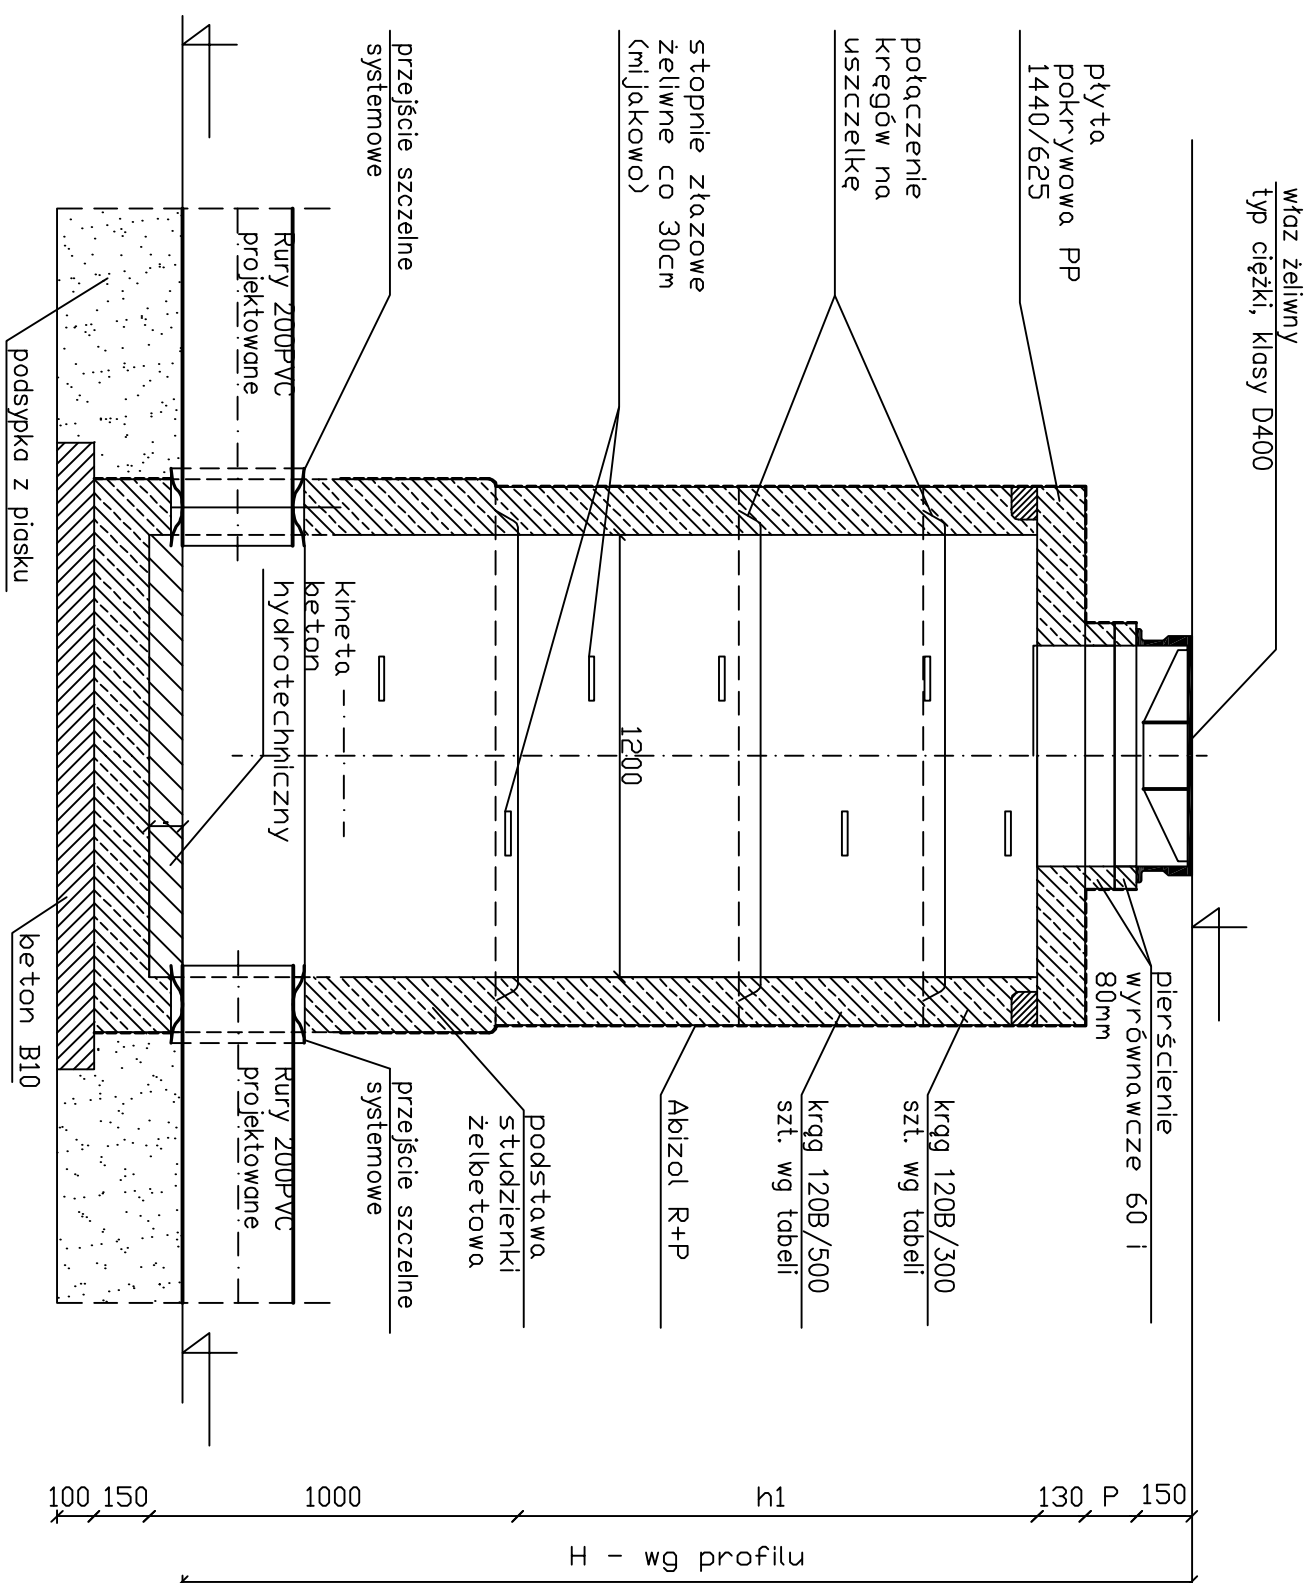 właz żeliwny
typ ciężki, klasy D400
płyta
pokrywowa PP
1440/625
połączenie
kręgów na
uszczelkę
stopnie złazowe
żeliwne co 30cm
(mijakowo)
przejście szczelne
systemowe
Rury 200PVC
projektowane
podsypka z piasku
kineta
beton
hydrotechniczny
1200
beton B10
pierścienie
wyrównawcze 60 i
80mm
krąg 120B/300
szt. wg tabeli
krąg 120B/500
szt. wg tabeli
Abizol R+P
podstawa
studzienki
żelbetowa
przejście szczelne
systemowe
Rury 200PVC
projektowane
100 150 1000 h1 130 P 150
H - wg profilu